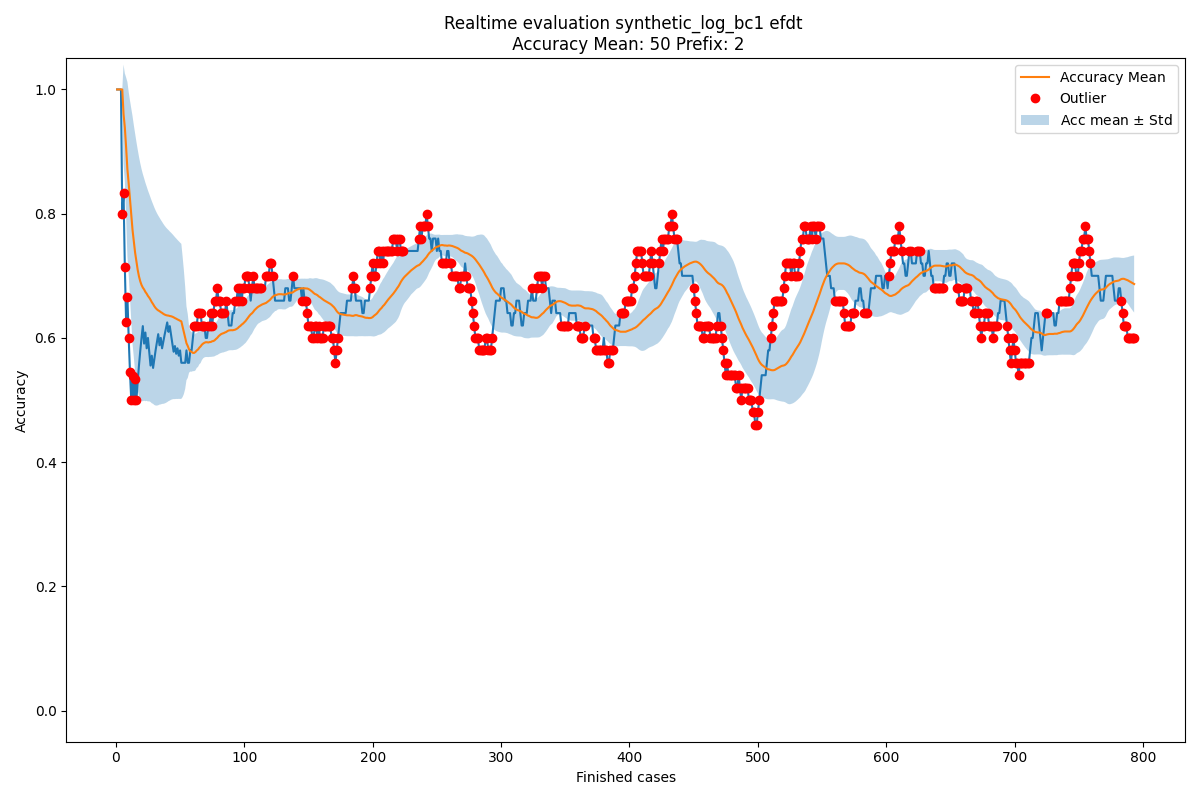 Realtime evaluation synthetic_log_bc1 efdt
Accuracy Mean: 50 Prefix: 2
Accuracy Mean
Outlier
Acc mean ± Std
Accuracy
1.0
0.8
0.6
0.4
0.2
0.0
0 100 200 300 400 500 600 700 800
Finished cases